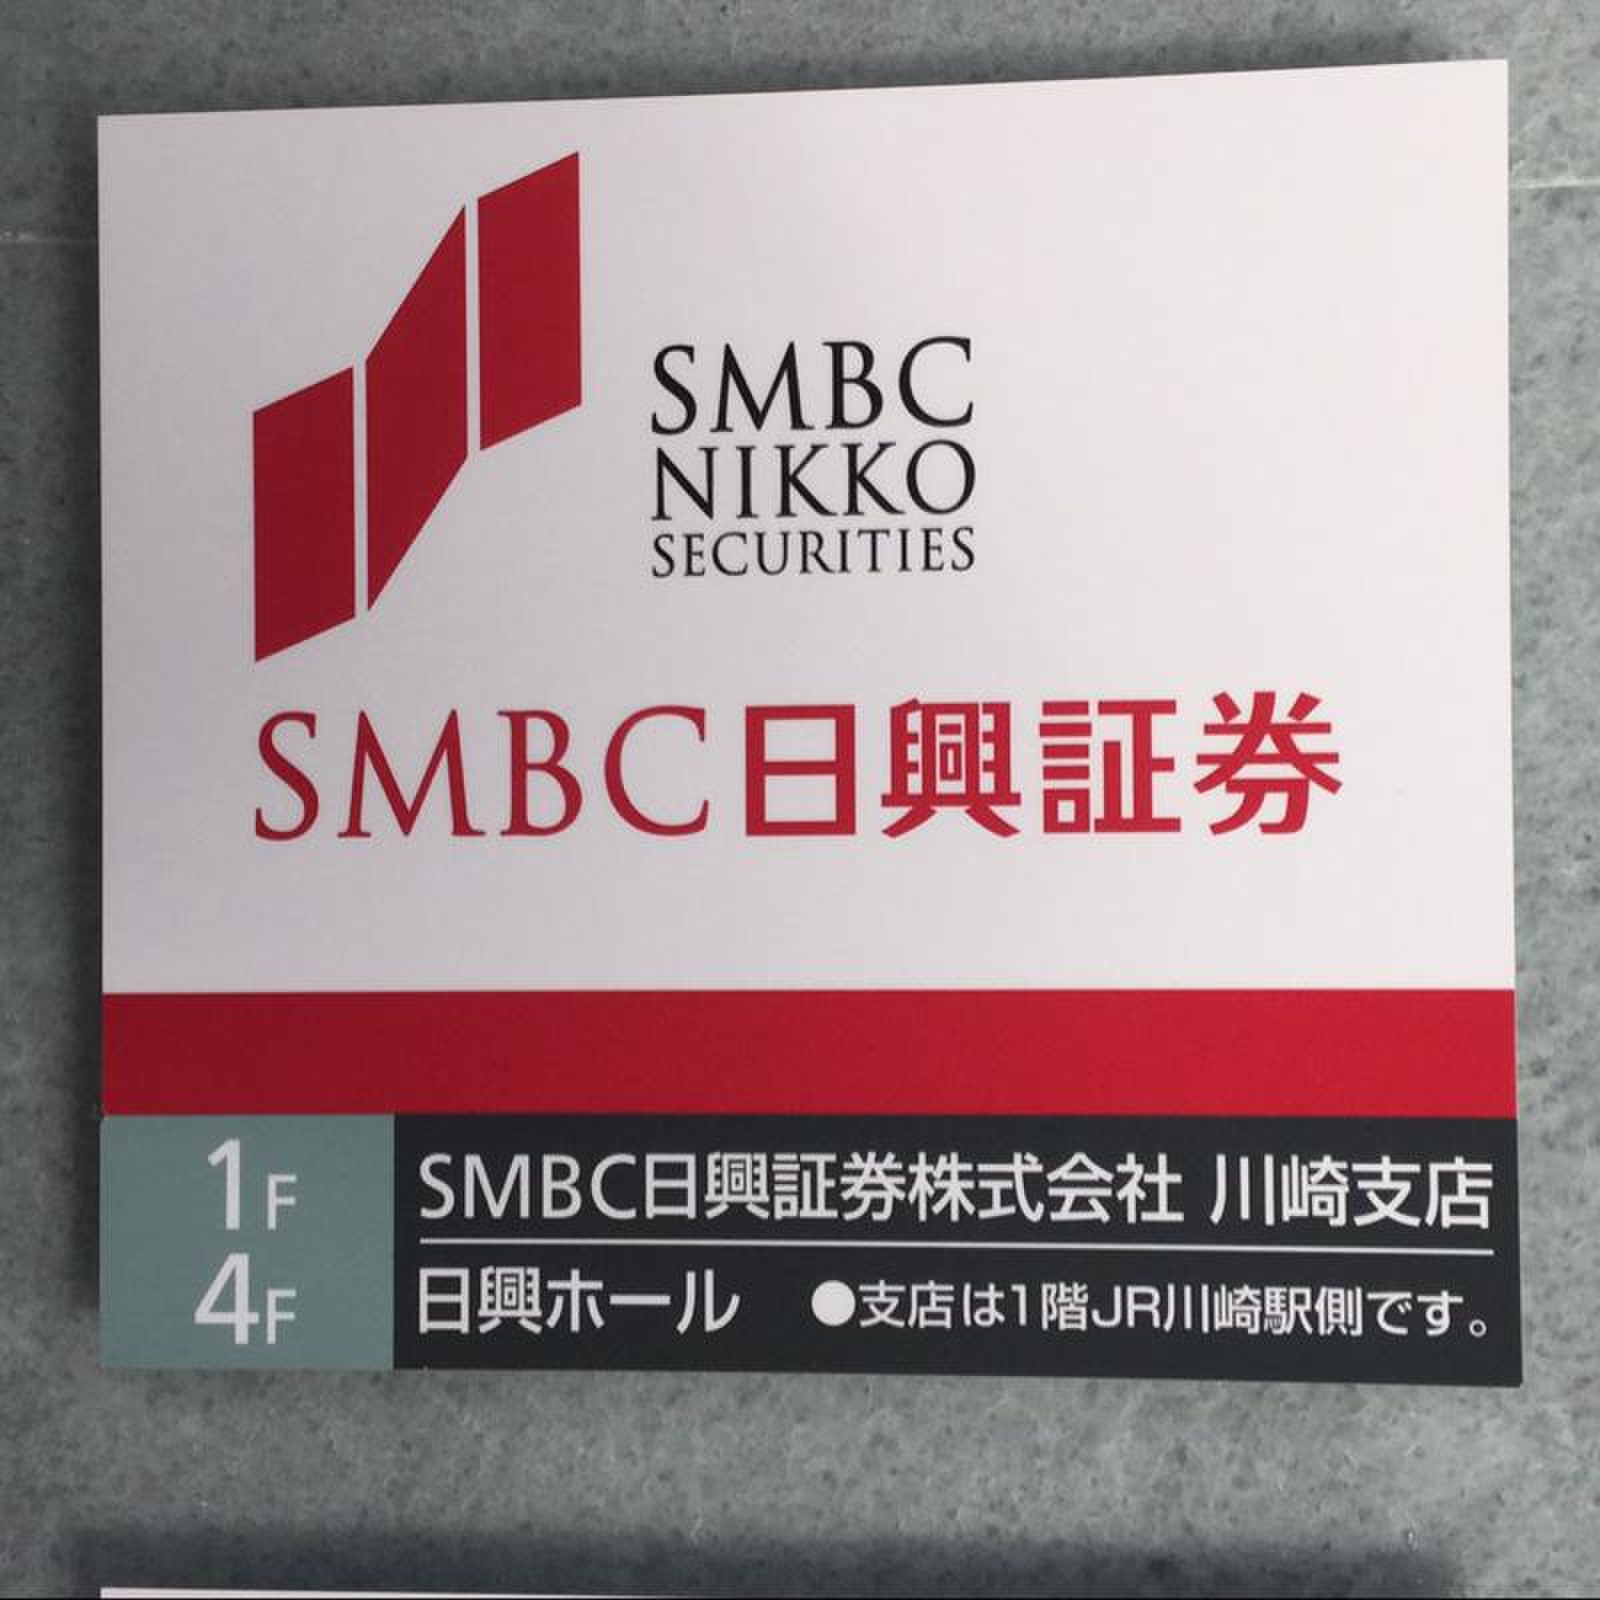 SMBC
NIKKO
SECURITIES
SMBC日興証券
1F SMBC日興証券株式会社 川崎支店
4F 日興ホール ●支店は1階JR川崎駅側です。